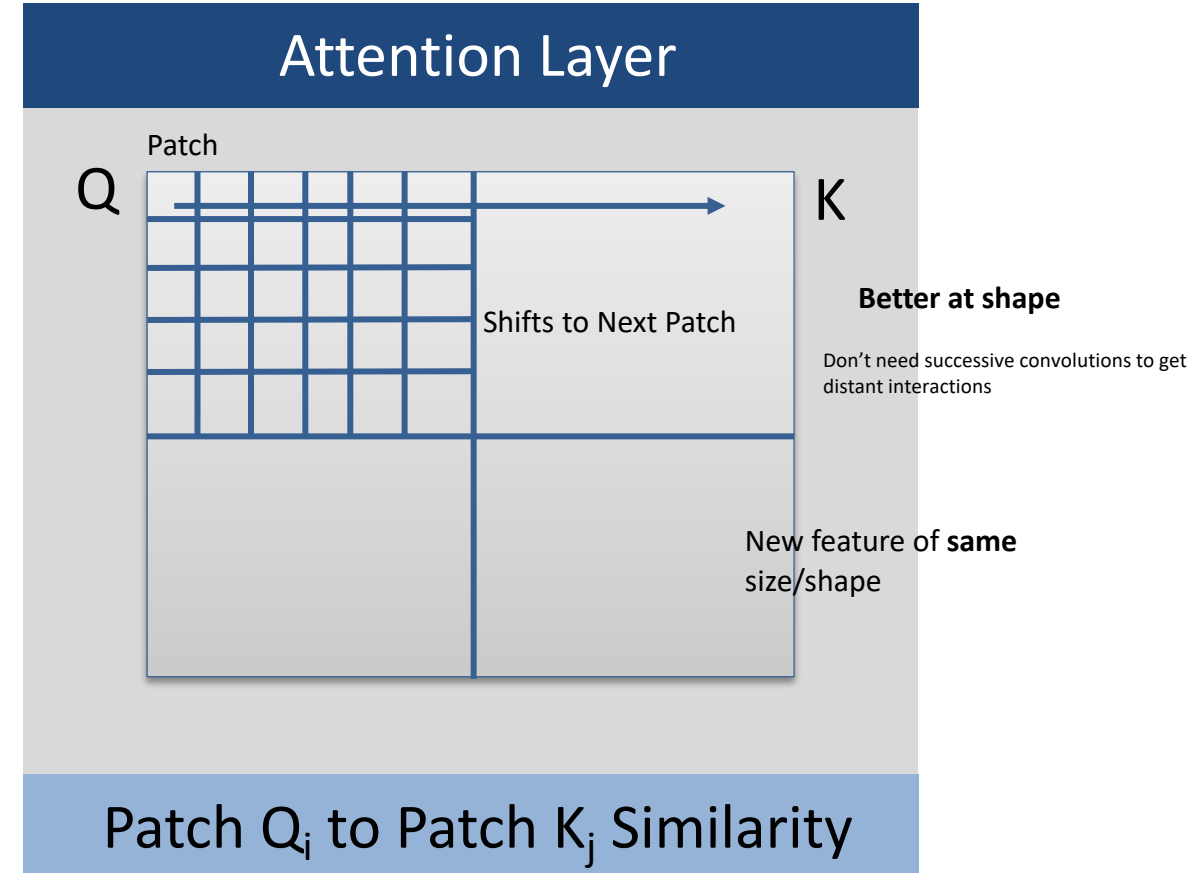 Attention Layer
Patch
Q
K
Better at shape
Shifts to Next Patch
Don’t need successive convolutions to get
distant interactions
New feature of same
size/shape
Patch Qi to Patch Kj Similarity